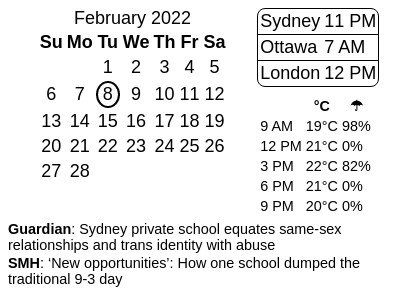 February 2022
Su Mo Tu We Th Fr Sa
1 2 3 4 5
6 7 8 9 10 11 12
13 14 15 16 17 18 19
20 21 22 23 24 25 26
27 28
Sydney 11 PM
Ottawa 7 AM
London 12 PM
°C ☂
9 AM 19°C 98%
12 PM 21°C 0%
3 PM 22°C 82%
6 PM 21°C 0%
9 PM 20°C 0%
Guardian: Sydney private school equates same-sex
relationships and trans identity with abuse
SMH: ‘New opportunities’: How one school dumped the
traditional 9-3 day